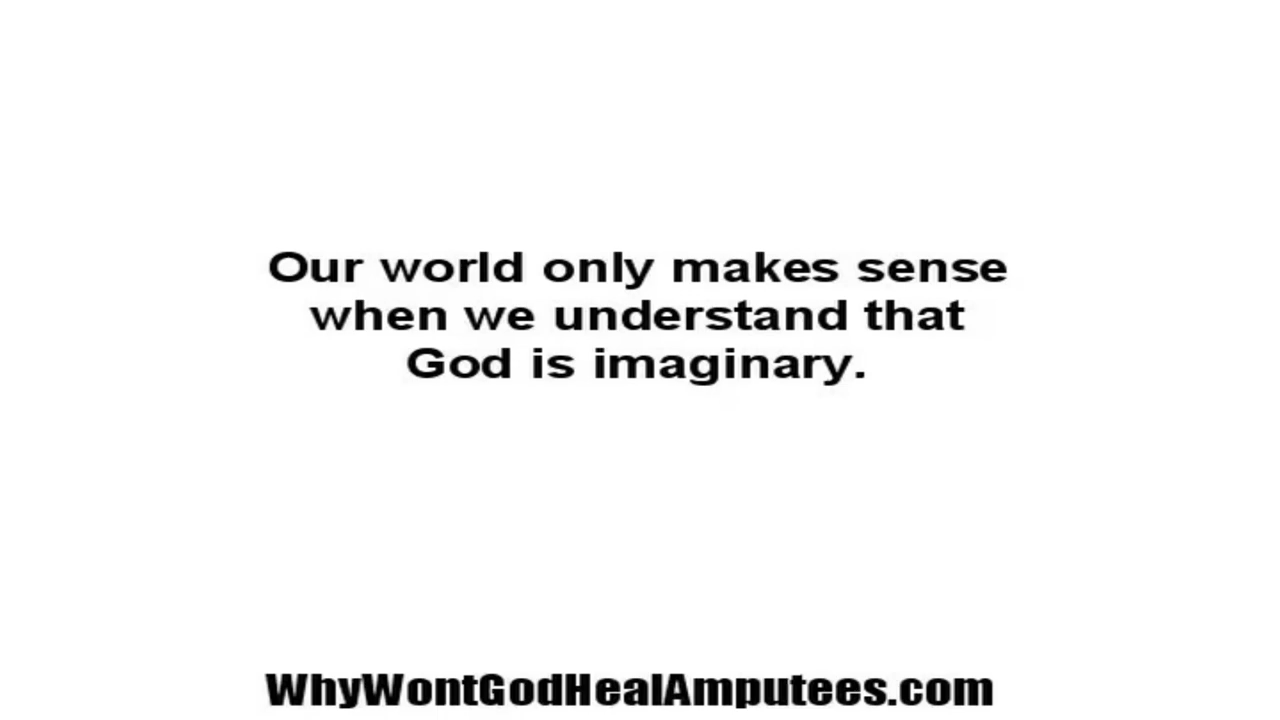 Our world only makes sense
when we understand that
God is imaginary.
WhyWontGodHealAmputees.com